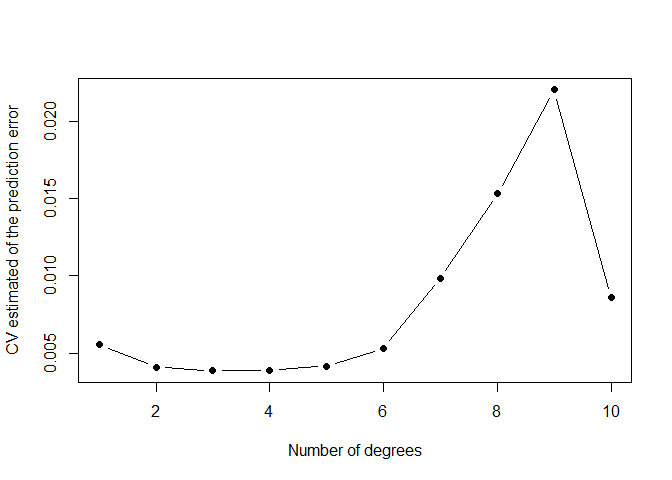 CV estimated of the prediction error
0.020
0.015
0.010
0.005
2 4 6 8 10
Number of degrees